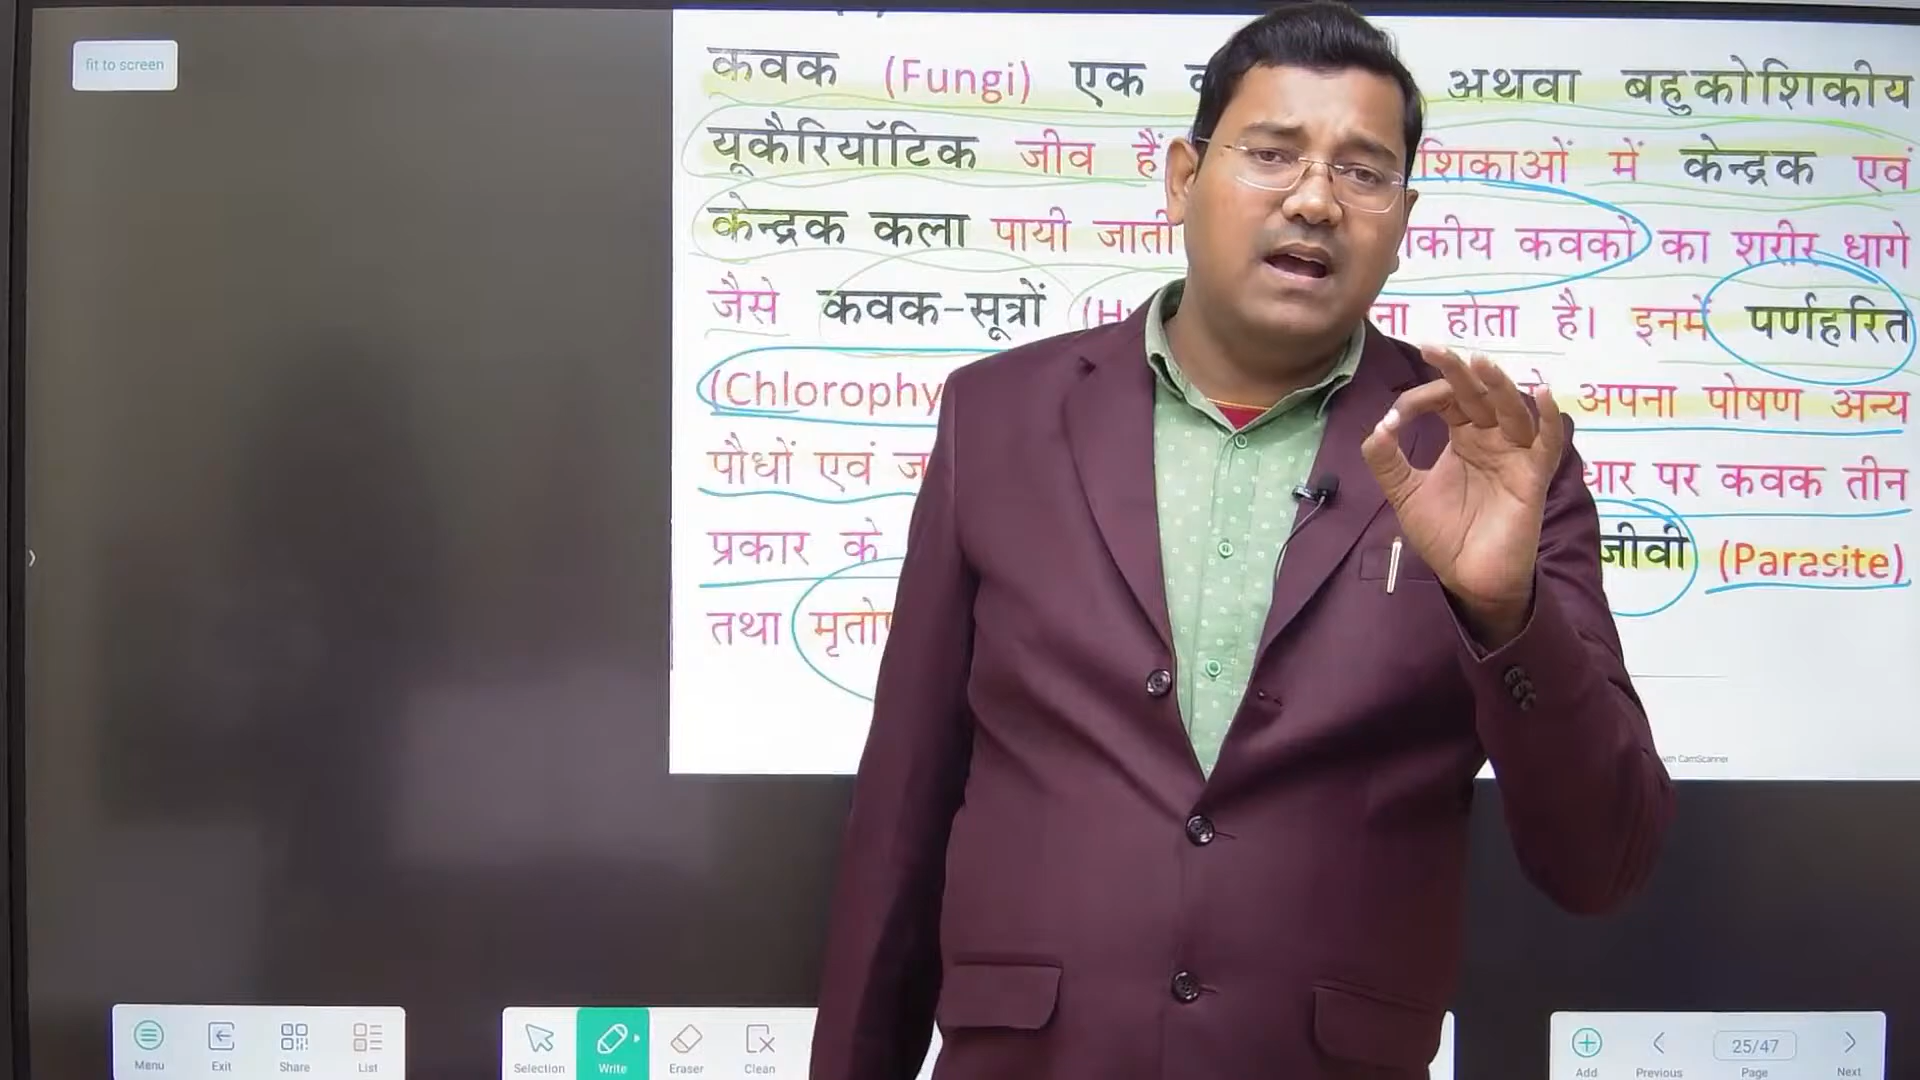 fit to screen
कवक (Fungi) एक अथवा बहुकोशिकीय
यूकैरियॉटिक जीव हैं शिकाओं में केन्द्रक एवं
केन्द्रक कला पायी जाती कीय कवकों का शरीर धागे
जैसे कवक-सूत्रों (H ना होता है। इनमें पर्णहरित
(Chlorophy अपना पोषण अन्य
पौधों एवं ज धार पर कवक तीन
प्रकार के जीवी (Parasite)
तथा मृतो
ith CamScanner
Menu Exit Share List Selection Write Eraser Clean Add Previous 25/47 Page Next